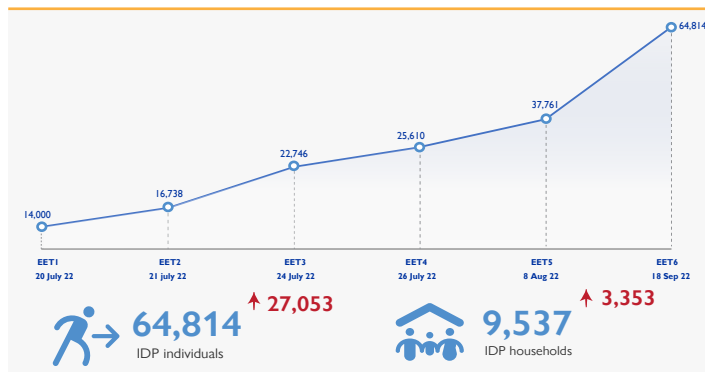 64,814
37,761
25,610
22,746
16,738
14,000
EET1 EET2 EET3 EET4 EET5 EET6
20 July 22 21 july 22 24 July 22 26 July 22 8 Aug 22 18 Sep 22
27,053 3,353
64,814 9,537
IDP individuals IDP households